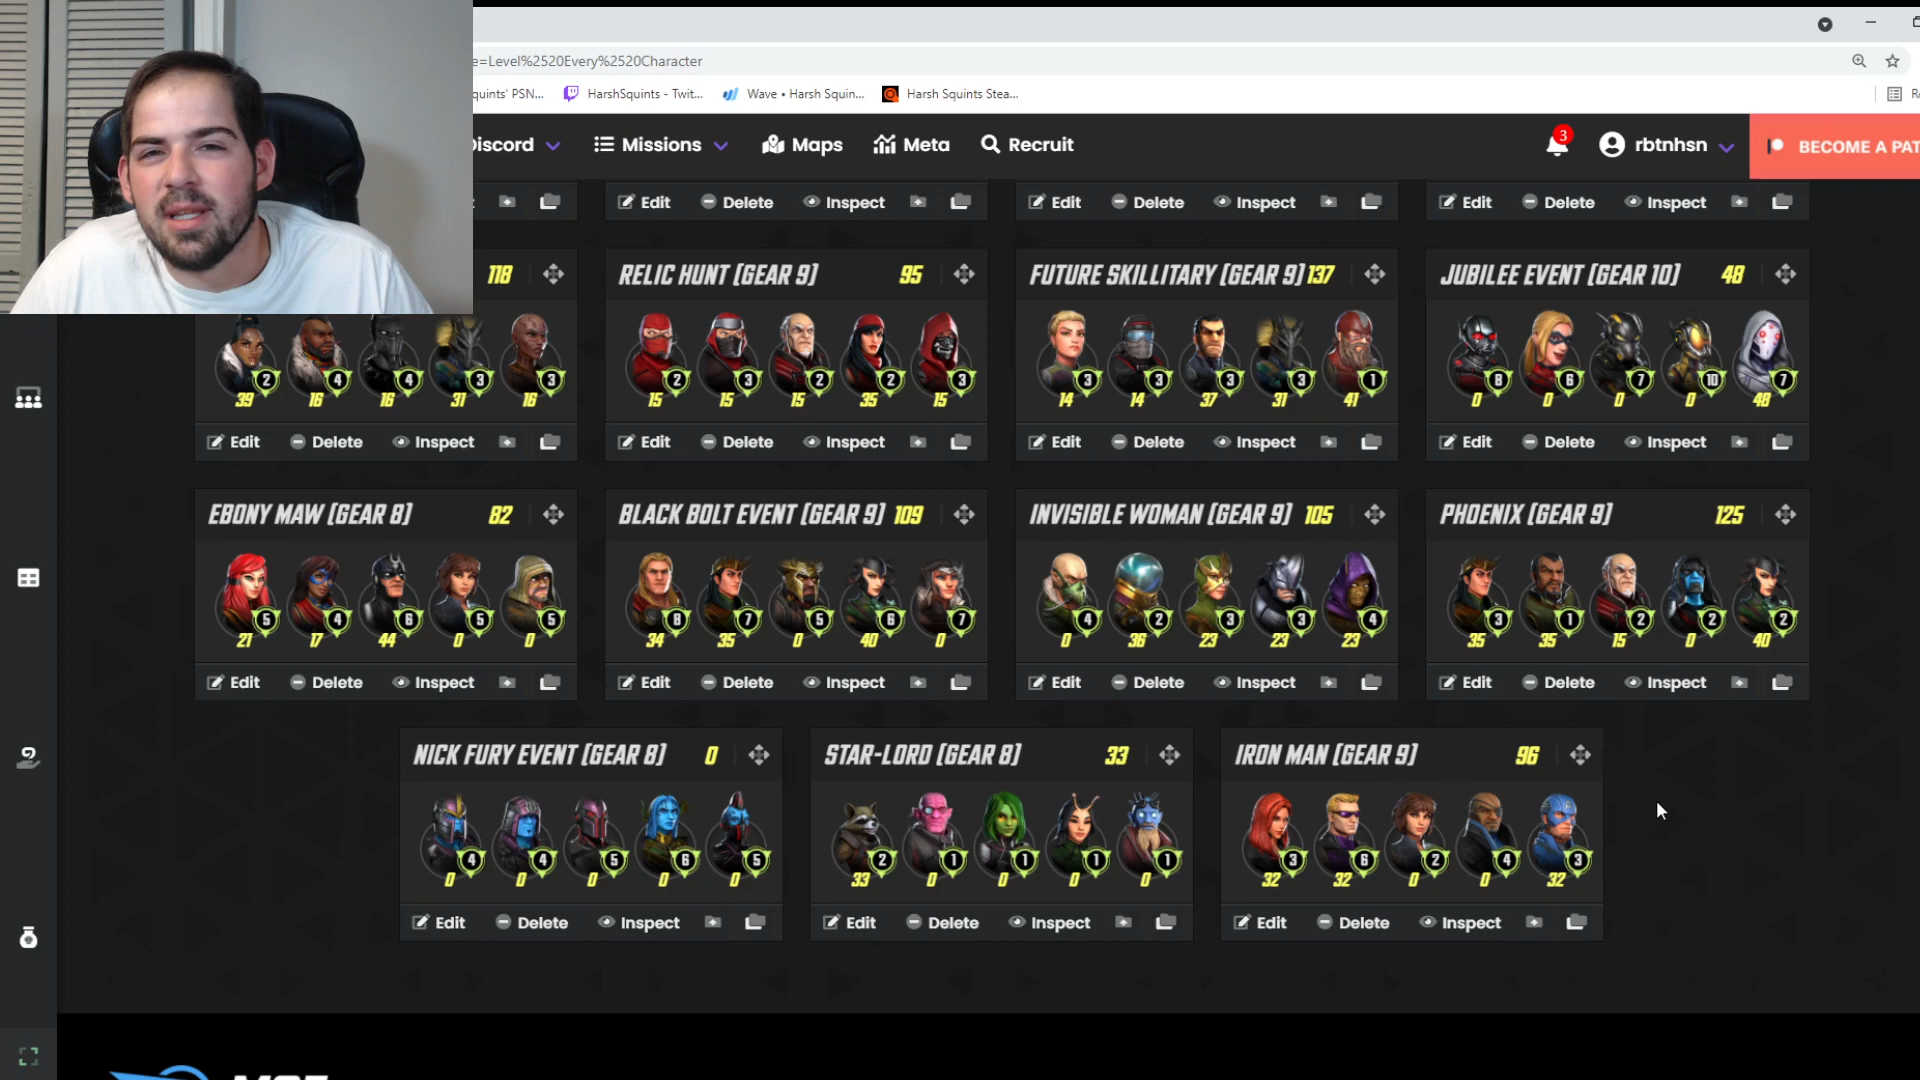 e=Level%2520Every%2520Character
quints' PSN... HarshSquints - Twit... Wave • Harsh Squin... Harsh Squints Stea...
Discord Missions Maps Meta Recruit 3 rbtnhsn BECOME A PAT
Edit Delete Inspect Edit Delete Inspect Edit Delete Inspect
118 RELIC HUNT (GEAR 9) 95 FUTURE SKILLITARY (GEAR 9) 137 JUBILEE EVENT (GEAR 10) 48
2 4 4 3 3 2 3 2 2 3 3 3 3 3 1 8 6 7 10 7
39 16 16 31 16 15 15 15 35 15 14 14 37 31 41 0 0 0 0 48
Edit Delete Inspect Edit Delete Inspect Edit Delete Inspect Edit Delete Inspect
EBONY MAW (GEAR 8) 82 BLACK BOLT EVENT (GEAR 9) 109 INVISIBLE WOMAN (GEAR 9) 105 PHOENIX (GEAR 9) 125
5 4 6 5 5 8 7 5 6 7 4 2 3 3 4 3 1 2 2 2
21 17 44 0 0 34 35 0 40 0 0 36 23 23 23 35 35 15 0 40
Edit Delete Inspect Edit Delete Inspect Edit Delete Inspect Edit Delete Inspect
NICK FURY EVENT (GEAR 8) 0 STAR-LORD (GEAR 8) 33 IRON MAN (GEAR 9) 96
4 4 5 6 5 2 1 1 1 1 3 6 2 4 3
0 0 0 0 0 33 0 0 0 0 32 32 0 0 32
Edit Delete Inspect Edit Delete Inspect Edit Delete Inspect